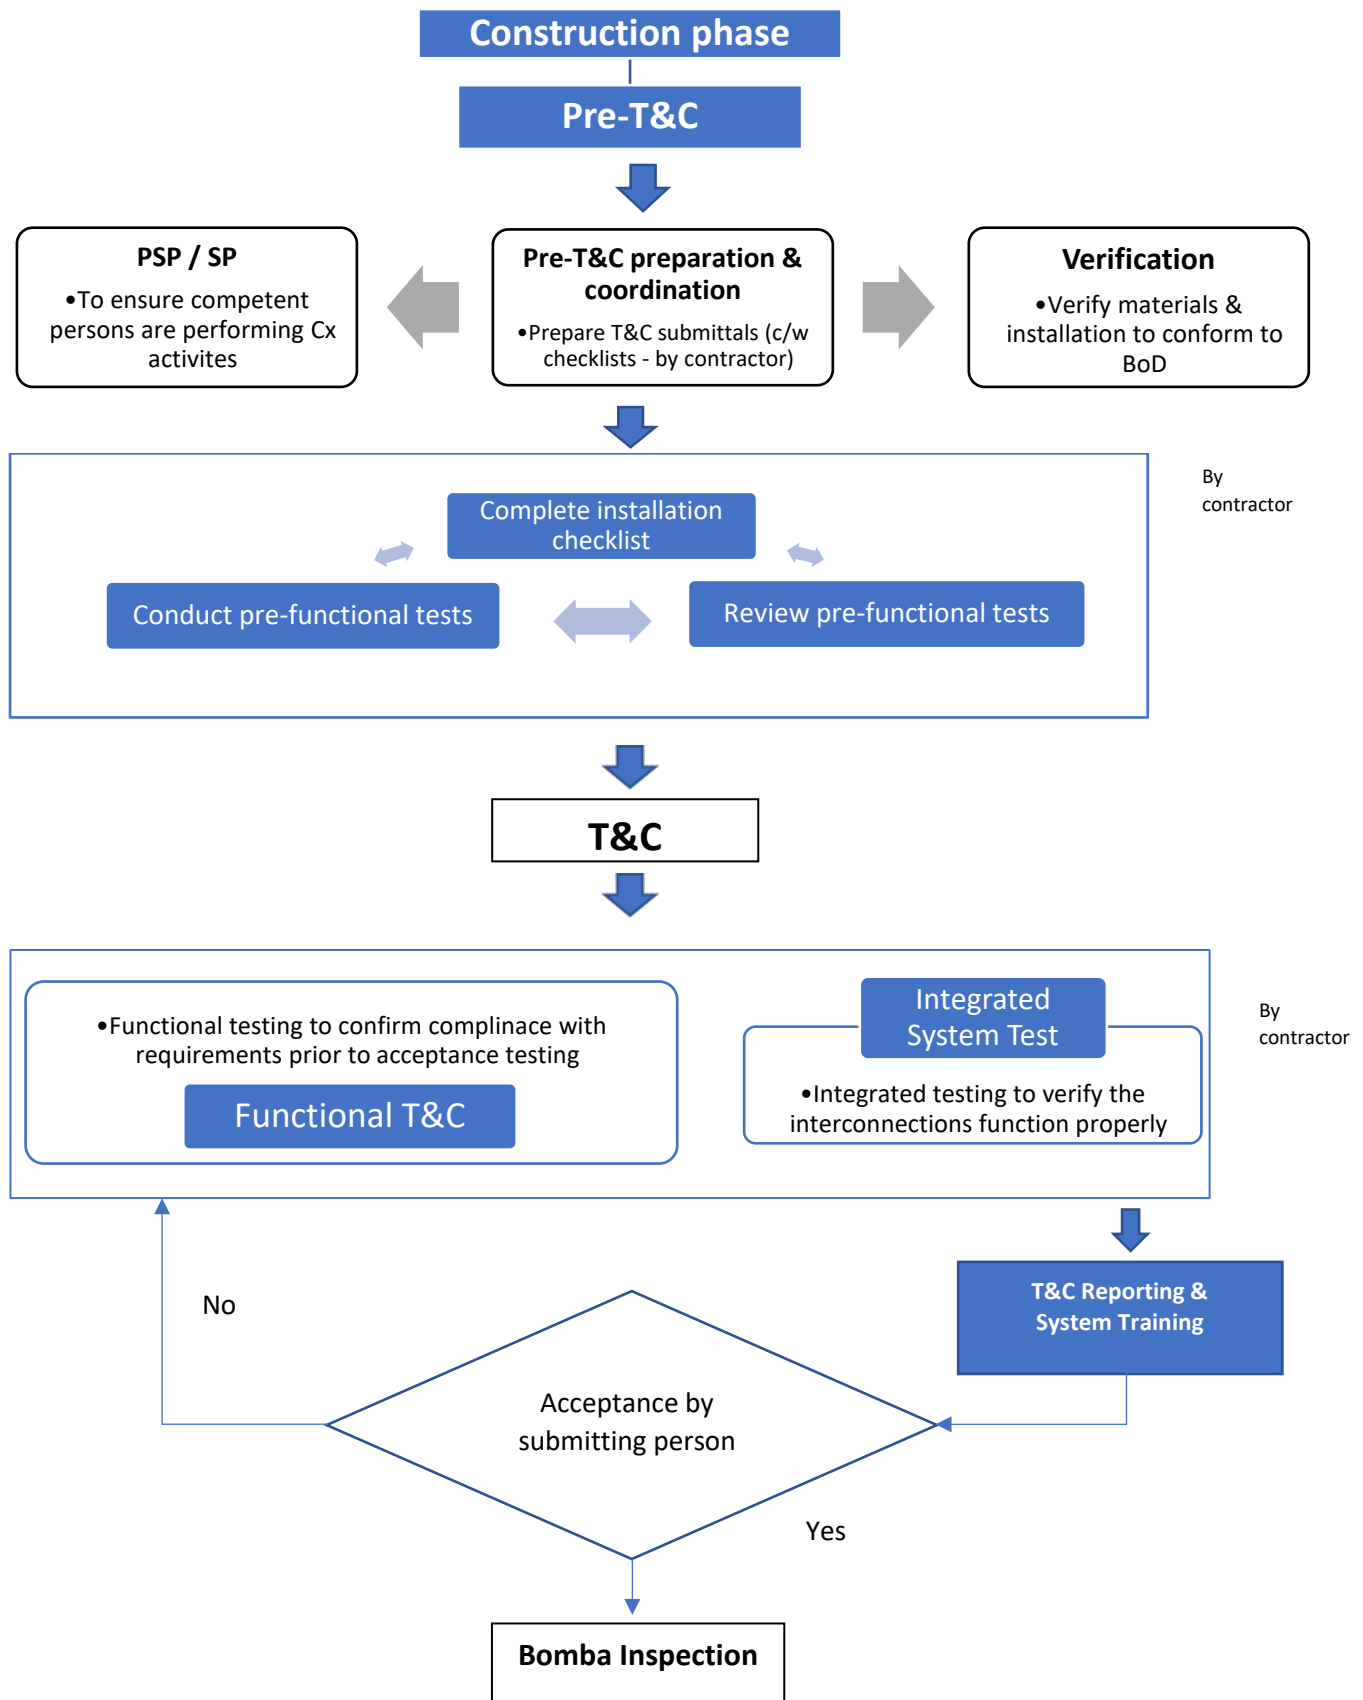 Construction phase
Pre-T&C
PSP / SP
•To ensure competent
persons are performing Cx
activites
Pre-T&C preparation &
coordination
•Prepare T&C submittals (c/w
checklists - by contractor)
Verification
•Verify materials &
installation to conform to
BoD
By
contractor
Complete installation
checklist
Conduct pre-functional tests
Review pre-functional tests
T&C
•Functional testing to confirm complinace with
requirements prior to acceptance testing
Functional T&C
Integrated
System Test
•Integrated testing to verify the
interconnections function properly
By
contractor
T&C Reporting &
System Training
No
Acceptance by
submitting person
Yes
Bomba Inspection